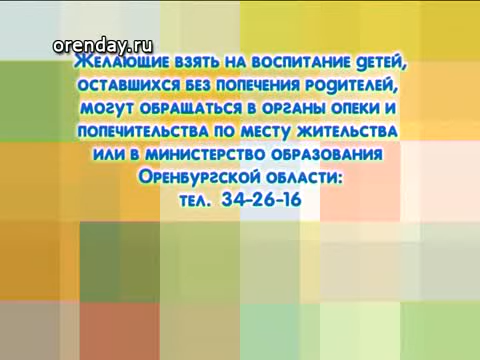 orenday.ru
Желающие взять на воспитание детей,
оставшихся без попечения родителей,
могут обращаться в органы опеки и
попечительства по месту жительства
или в министерство образования
Оренбургской области:
тел. 34-26-16